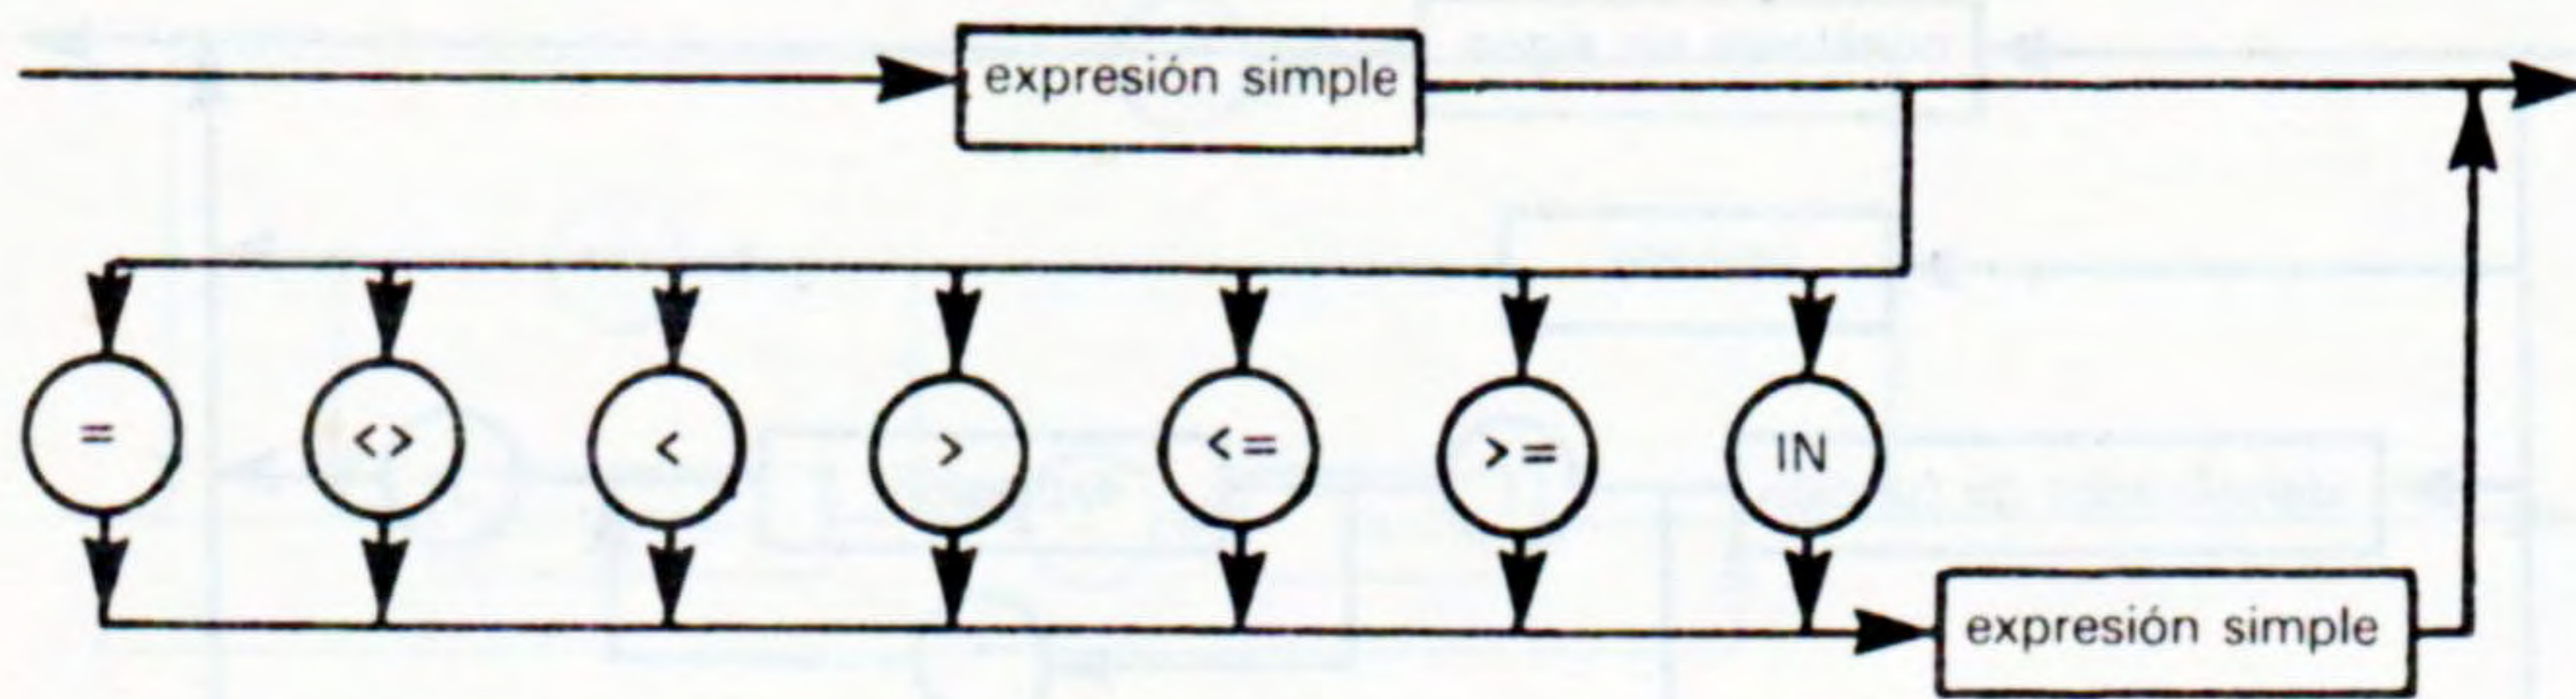 expresión simple
= <> < > <= >= IN
expresión simple